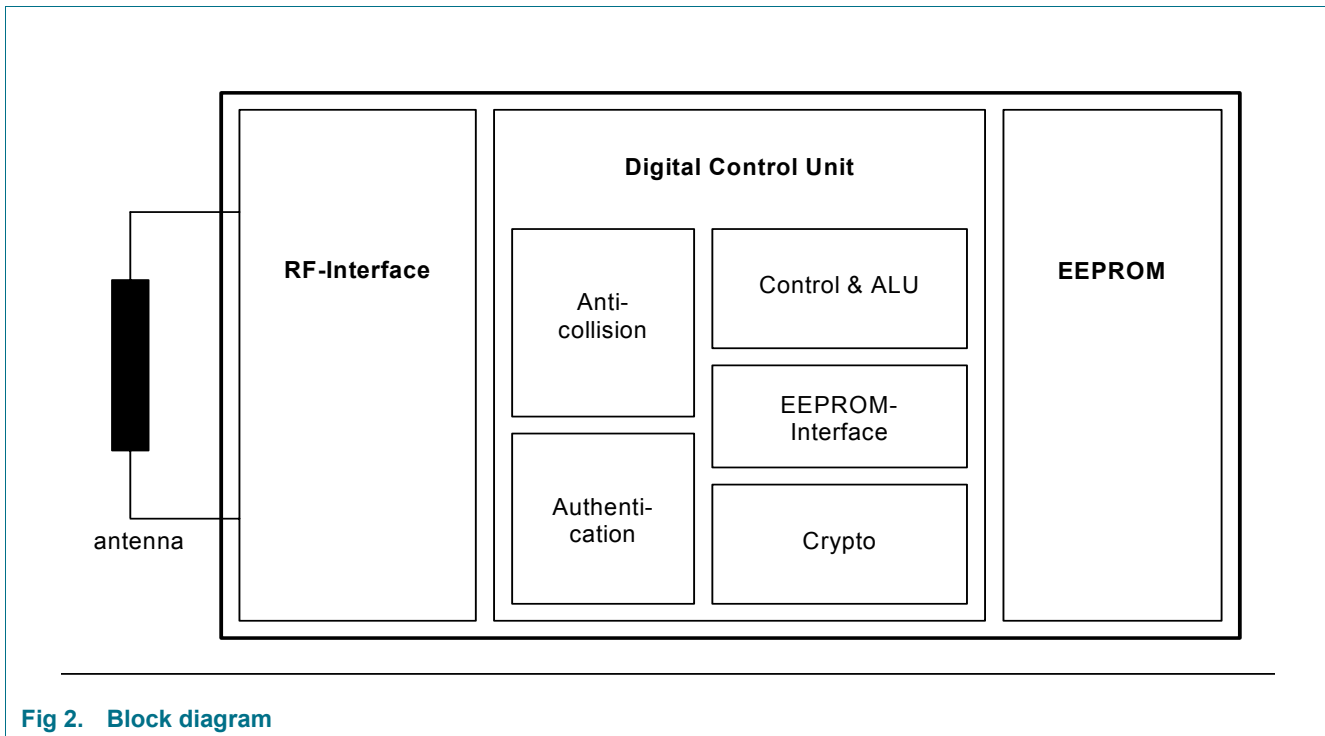 Digital Control Unit
RF-Interface
EEPROM
Anti-
collision
Control & ALU
EEPROM-
Interface
Authenti-
cation
Crypto
antenna
Fig 2. Block diagram